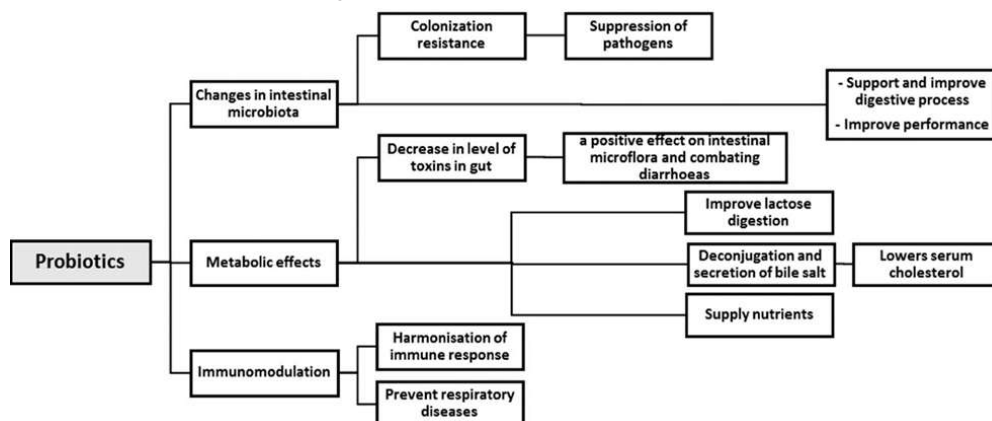 Colonization
resistance
Suppression of
pathogens
Changes in intestinal
microbiota
- Support and improve
digestive process
- Improve performance
Decrease in level of
toxins in gut
a positive effect on intestinal
microflora and combating
diarrhoeas
Improve lactose
digestion
Probiotics
Metabolic effects
Deconjugation and
secretion of bile salt
Lowers serum
cholesterol
Supply nutrients
Harmonisation of
immune response
Immunomodulation
Prevent respiratory
diseases